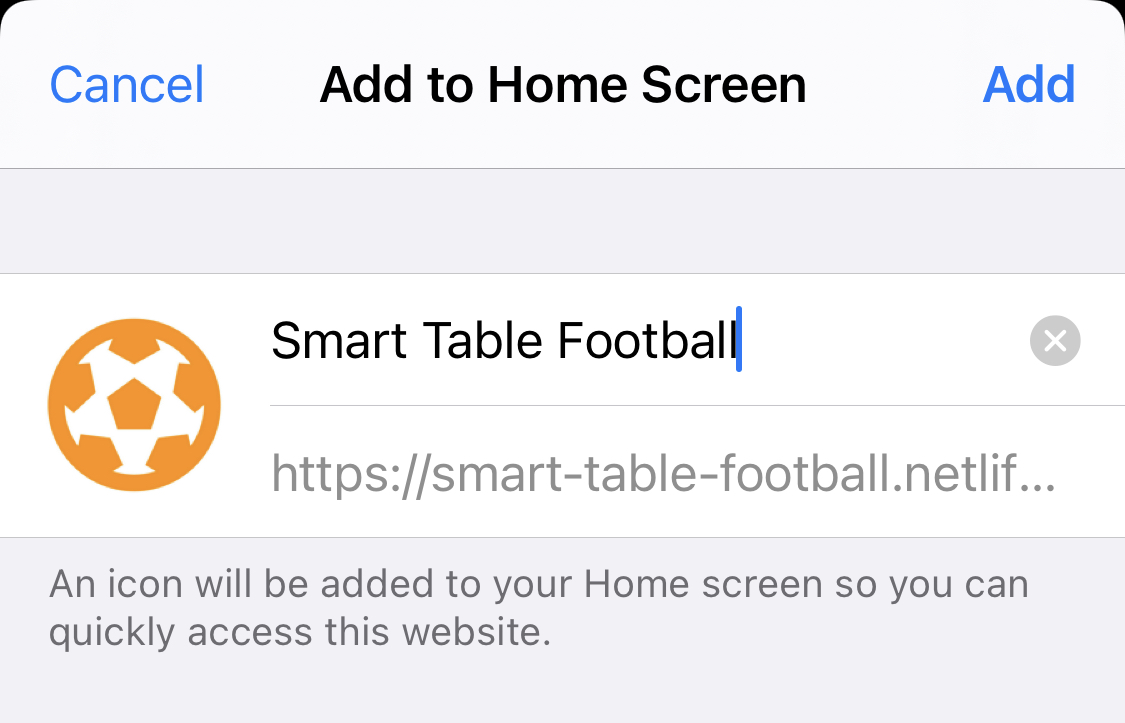 Cancel Add to Home Screen Add
Smart Table Football
https://smart-table-football.netlif...
An icon will be added to your Home screen so you can
quickly access this website.